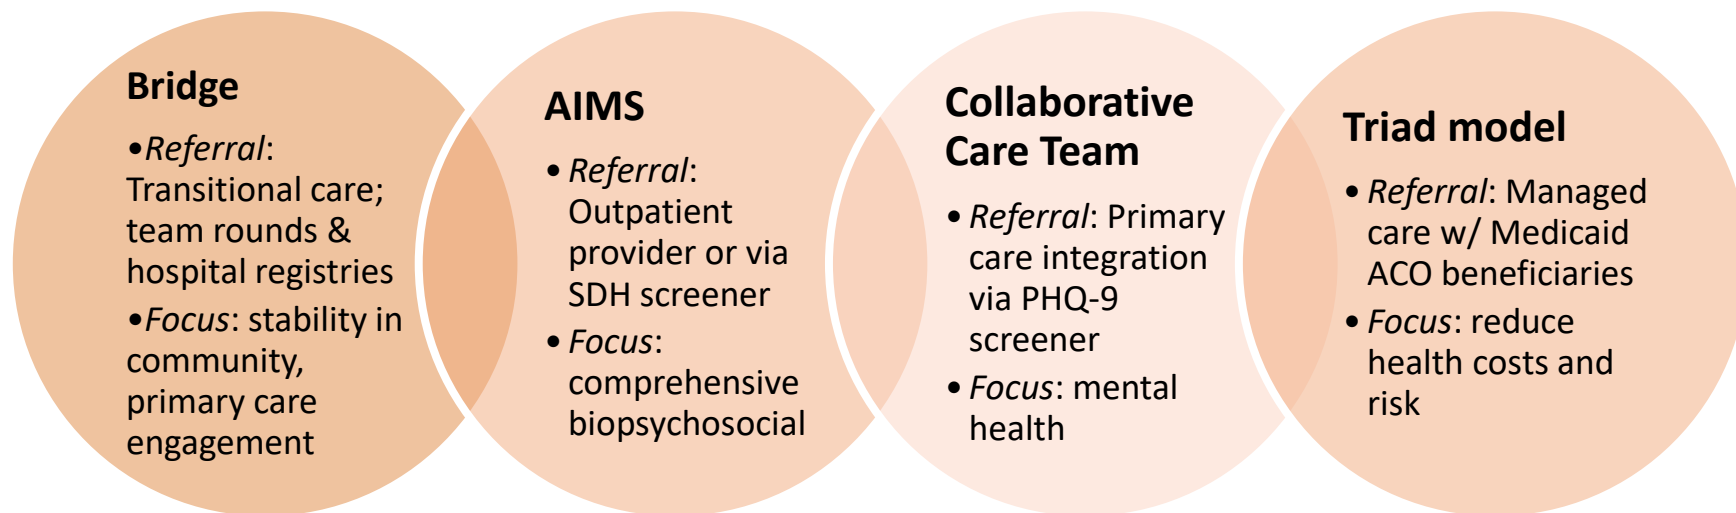 Bridge
•Referral:
Transitional care;
team rounds &
hospital registries
•Focus: stability in
community,
primary care
engagement
AIMS
• Referral:
Outpatient
provider or via
SDH screener
• Focus:
comprehensive
biopsychosocial
Collaborative
Care Team
• Referral: Primary
care integration
via PHQ-9
screener
• Focus: mental
health
Triad model
• Referral: Managed
care w/ Medicaid
ACO beneficiaries
• Focus: reduce
health costs and
risk